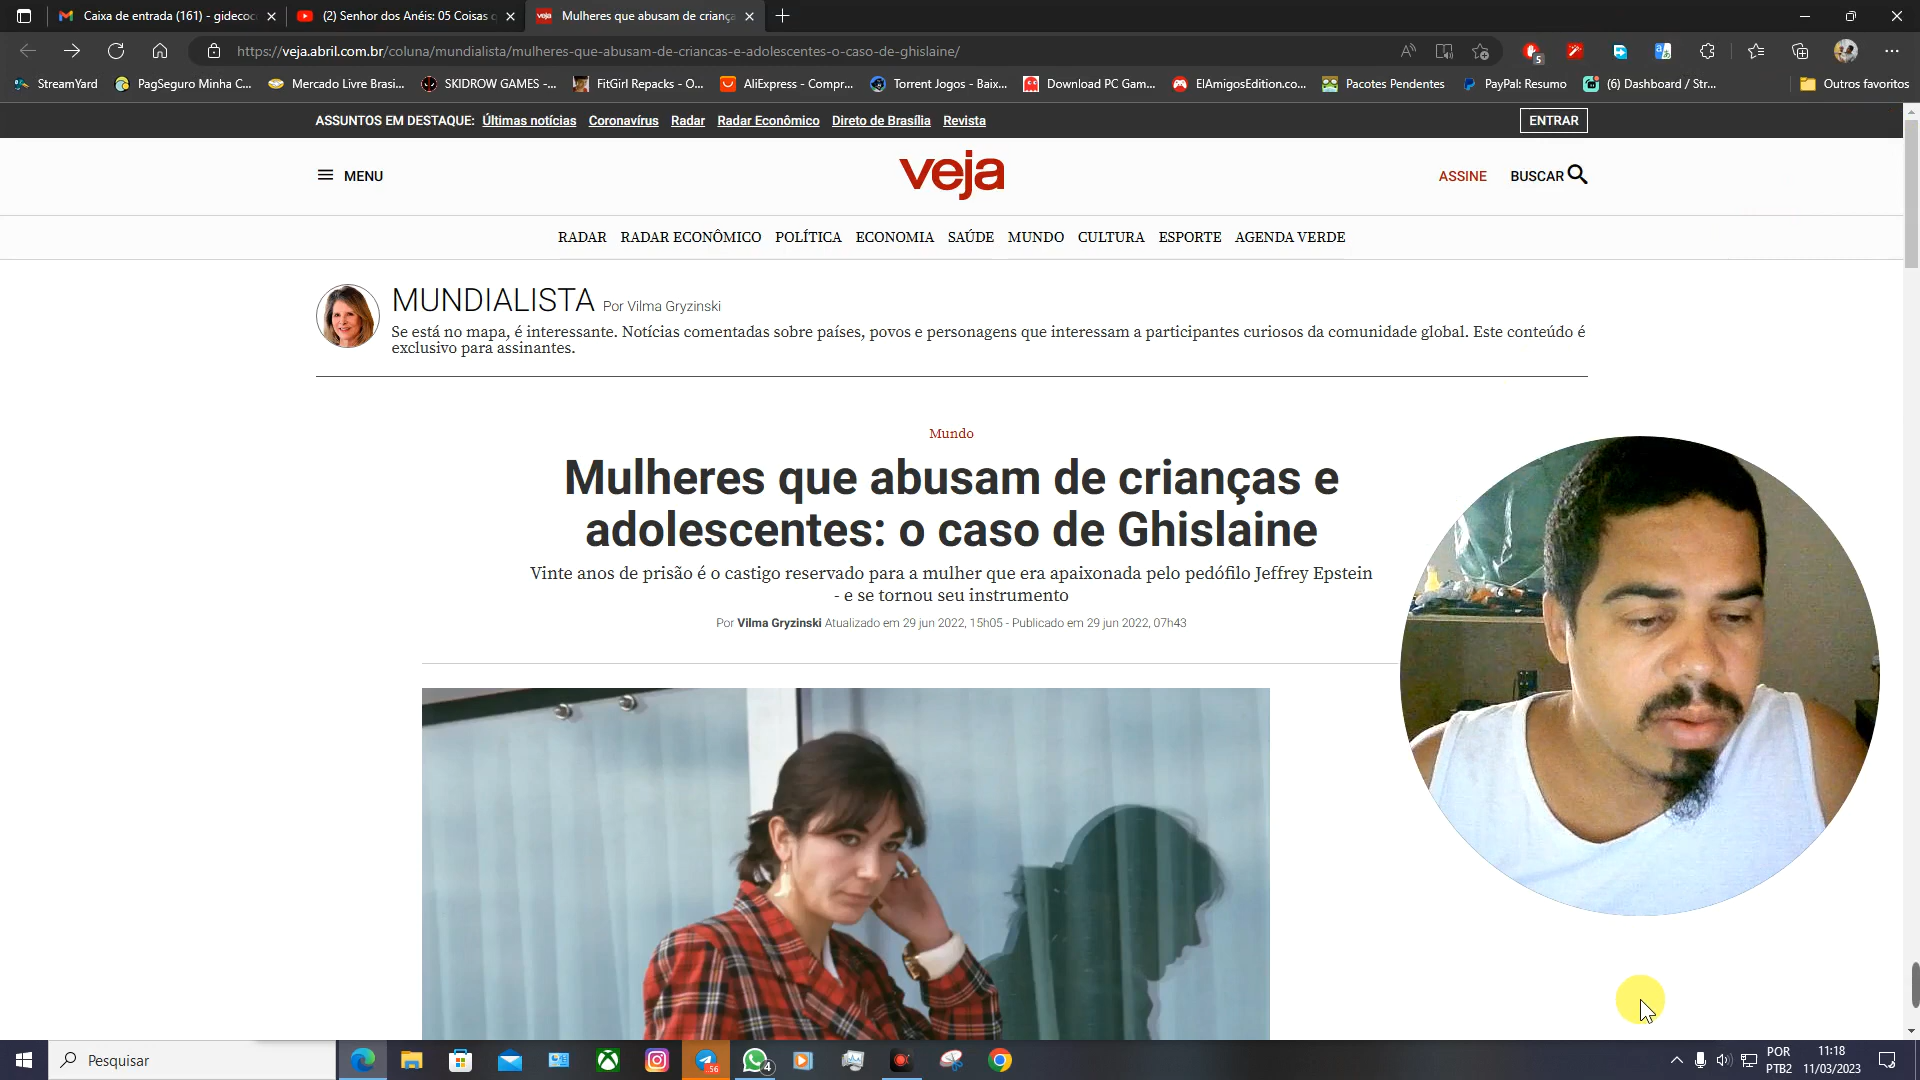 Caixa de entrada (161) - gidecoc
(2) Senhor dos Anéis: 05 Coisas q
Mulheres que abusam de crianç
https://veja.abril.com.br/coluna/mundialista/mulheres-que-abusam-de-criancas-e-adolescentes-o-caso-de-ghislaine/
5
StreamYard
PagSeguro Minha C...
Mercado Livre Brasi...
SKIDROW GAMES -...
FitGirl Repacks - O...
AliExpress - Compr...
Torrent Jogos - Baix...
Download PC Gam...
ElAmigosEdition.co...
Pacotes Pendentes
PayPal: Resumo
(6) Dashboard / Str...
Outros favoritos
ASSUNTOS EM DESTAQUE: Últimas notícias Coronavírus Radar Radar Econômico Direto de Brasília Revista
ENTRAR
MENU
veja
ASSINE
BUSCAR
RADAR RADAR ECONÔMICO POLÍTICA ECONOMIA SAÚDE MUNDO CULTURA ESPORTE AGENDA VERDE
MUNDIALISTA Por Vilma Gryzinski
Se está no mapa, é interessante. Notícias comentadas sobre países, povos e personagens que interessam a participantes curiosos da comunidade global. Este conteúdo é
exclusivo para assinantes.
Mundo
Mulheres que abusam de crianças e
adolescentes: o caso de Ghislaine
Vinte anos de prisão é o castigo reservado para a mulher que era apaixonada pelo pedófilo Jeffrey Epstein
- e se tornou seu instrumento
Por Vilma Gryzinski Atualizado em 29 jun 2022, 15h05 - Publicado em 29 jun 2022, 07h43
Pesquisar
56
4
POR
PTB2
11:18
11/03/2023